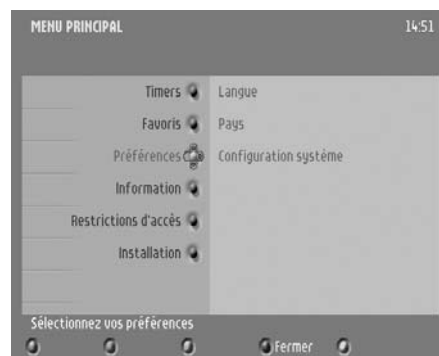 MENU PRINCIPAL 14:51
Timers Langue
Favoris Pays
Préférences Configuration système
Information
Restrictions d'accès
Installation
Sélectionnez vos préférences
Fermer